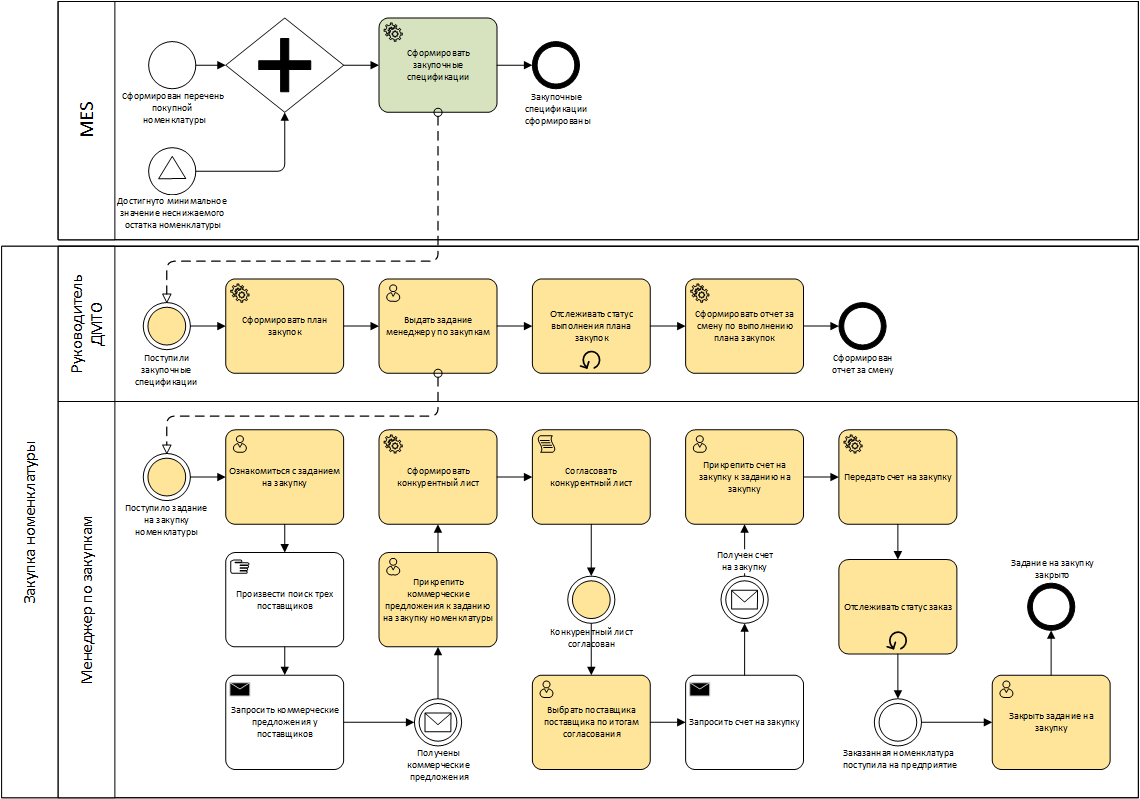 MES
Сформирован перечень
покупной
номенклатуры
Сформировать
закупочные
спецификации
Закупочные
спецификации
сформированы
Достигнуто минимальное
значение неснижаемого
остатка номенклатуры
Закупка номенклатуры
Руководитель
ДМТО
Поступили
закупочные
спецификации
Сформировать план
закупок
Выдать задание
менеджеру по закупкам
Отслеживать статус
выполнения плана
закупок
Сформировать отчет за
смену по выполнению
плана закупок
Сформирован
отчет за смену
Менеджер по закупкам
Поступило задание
на закупку
номенклатуры
Ознакомиться с заданием
на закупку
Сформировать
конкурентный лист
Согласовать
конкурентный лист
Прикрепить счет на
закупку к заданию на
закупку
Передать счет на закупку
Произвести поиск трех
поставщиков
Прикрепить
коммерческие
предложения к заданию
на закупку номенклатуры
Конкурентный лист
согласован
Получен счет
на закупку
Отслеживать статус заказ
Задание на закупку
закрыто
Запросить коммерческие
предложения у
поставщиков
Получены
коммерческие
предложения
Выбрать поставщика
поставщика по итогам
согласования
Запросить счет на закупку
Заказанная номенклатура
поступила на предприятие
Закрыть задание на
закупку